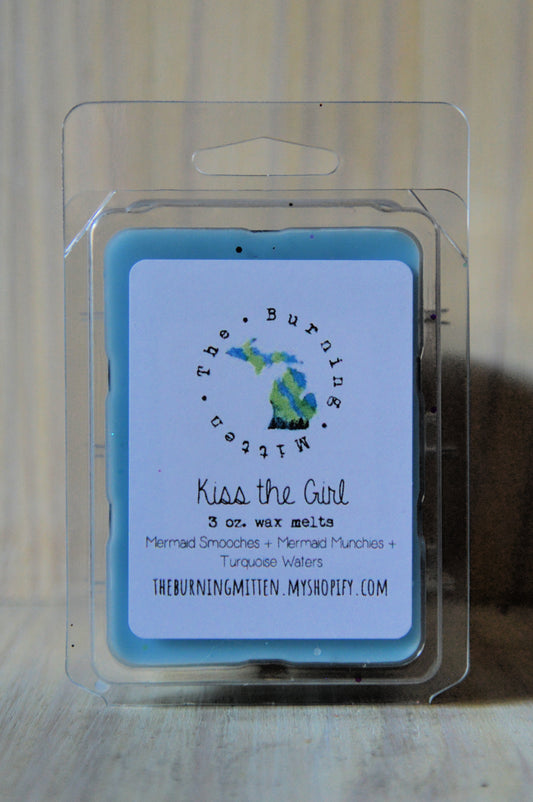 The • Burning • Mitten •
Kiss the Girl
3 oz. wax melts
Mermaid Smooches + Mermaid Munchies +
Turquoise Waters
THEBURNINGMITTEN.MYSHOPIFY.COM